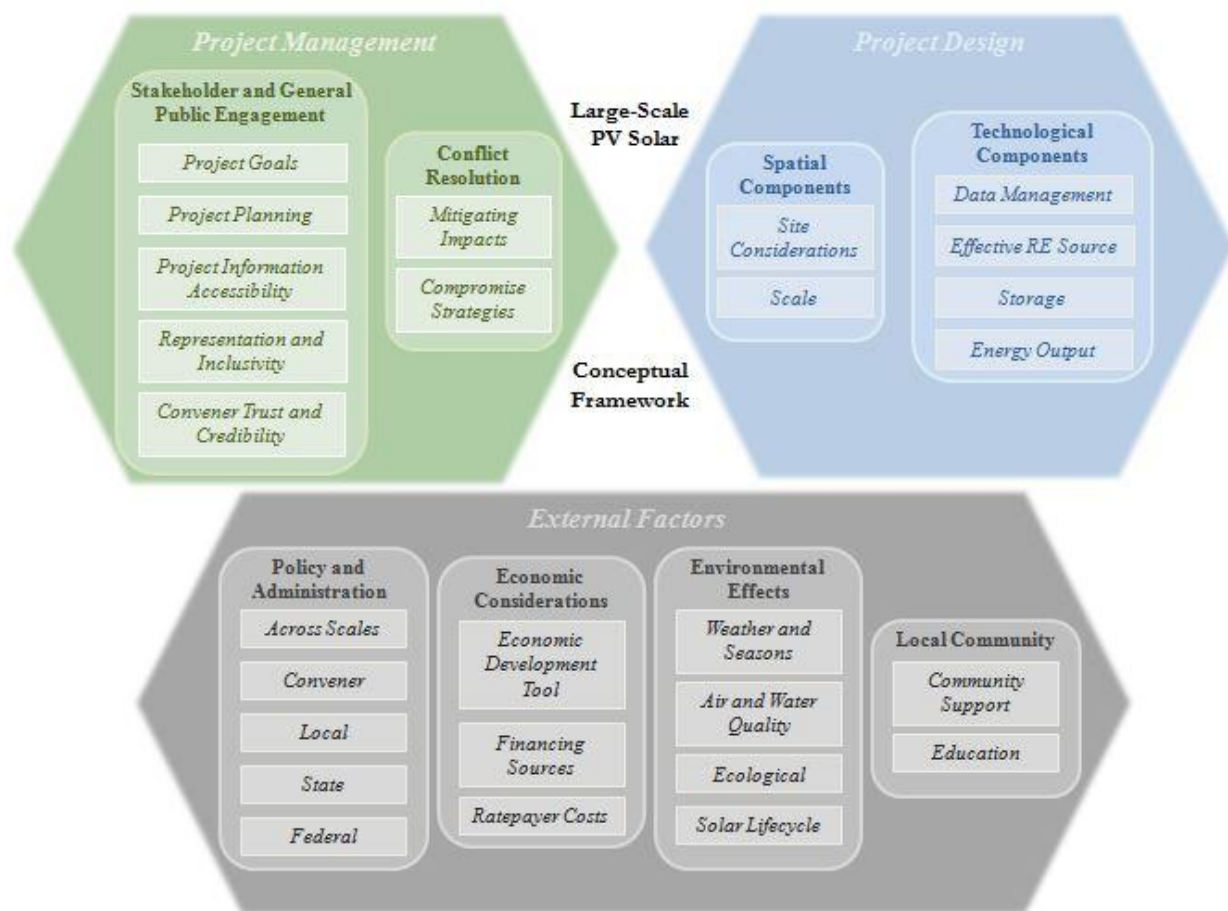 Project Management
Stakeholder and General
Public Engagement
Project Goals
Project Planning
Project Information
Accessibility
Representation and
Inclusivity
Convener Trust and
Credibility
Conflict
Resolution
Mitigating
Impacts
Compromise
Strategies
Large-Scale
PV Solar
Conceptual
Framework
Project Design
Spatial
Components
Site
Considerations
Scale
Technological
Components
Data Management
Effective RE Source
Storage
Energy Output
External Factors
Policy and
Administration
Across Scales
Convener
Local
State
Federal
Economic
Considerations
Economic
Development
Tool
Financing
Sources
Ratepayer Costs
Environmental
Effects
Weather and
Seasons
Air and Water
Quality
Ecological
Solar Lifecycle
Local Community
Community
Support
Education